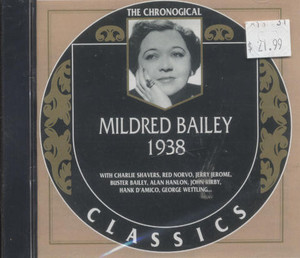 THE CHRONOGICAL
$ 21.99
MILDRED BAILEY
1938
WITH CHARLIE SHAVERS, RED NORVO, JERRY JEROME,
BUSTER BAILEY, ALAN HANLON, JOHN KIRBY,
HANK D'AMICO, GEORGE WETTLING...
CLASSICS